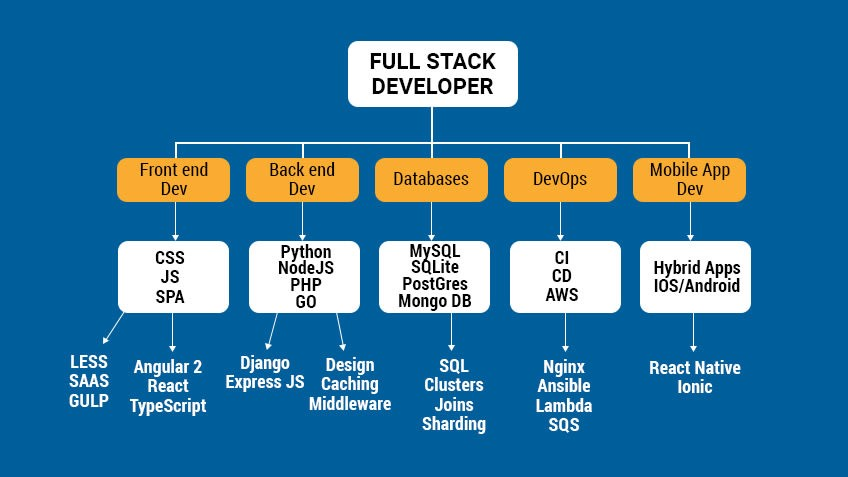 FULL STACK
DEVELOPER
Front end
Dev
Back end
Dev
Databases
DevOps
Mobile App
Dev
CSS
JS
SPA
Python
NodeJS
PHP
GO
MySQL
SQLite
PostGres
Mongo DB
CI
CD
AWS
Hybrid Apps
IOS/Android
LESS
SAAS
GULP
Angular 2
React
TypeScript
Django
Express JS
Design
Caching
Middleware
SQL
Clusters
Joins
Sharding
Nginx
Ansible
Lambda
SQS
React Native
Ionic